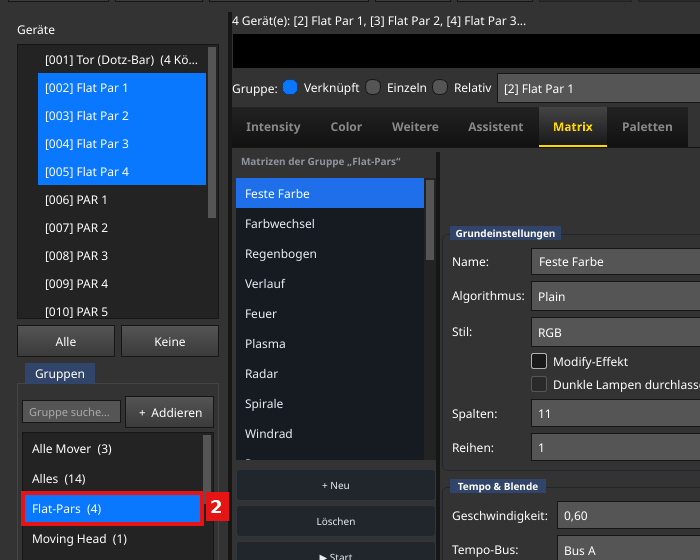 4 Gerät(e): [2] Flat Par 1, [3] Flat Par 2, [4] Flat Par 3...
Geräte
[001] Tor (Dotz-Bar) (4 Kö...
[002] Flat Par 1
[003] Flat Par 2
[004] Flat Par 3
[005] Flat Par 4
[006] PAR 1
[007] PAR 2
[008] PAR 3
[009] PAR 4
[010] PAR 5
Alle
Keine
Gruppen
Gruppe suche...
+ Addieren
Alle Mover (3)
Alles (14)
Flat-Pars (4)
2
Moving Head (1)
Gruppe:
Verknüpft
Einzeln
Relativ
[2] Flat Par 1
Intensity
Color
Weitere
Assistent
Matrix
Paletten
Matrizen der Gruppe „Flat-Pars“
Feste Farbe
Farbwechsel
Regenbogen
Verlauf
Feuer
Plasma
Radar
Spirale
Windrad
+ Neu
Löschen
▶ Start
Grundeinstellungen
Name:
Feste Farbe
Algorithmus:
Plain
Stil:
RGB
Modify-Effekt
Dunkle Lampen durchlasse
Spalten:
11
Reihen:
1
Tempo & Blende
Geschwindigkeit:
0,60
Tempo-Bus:
Bus A